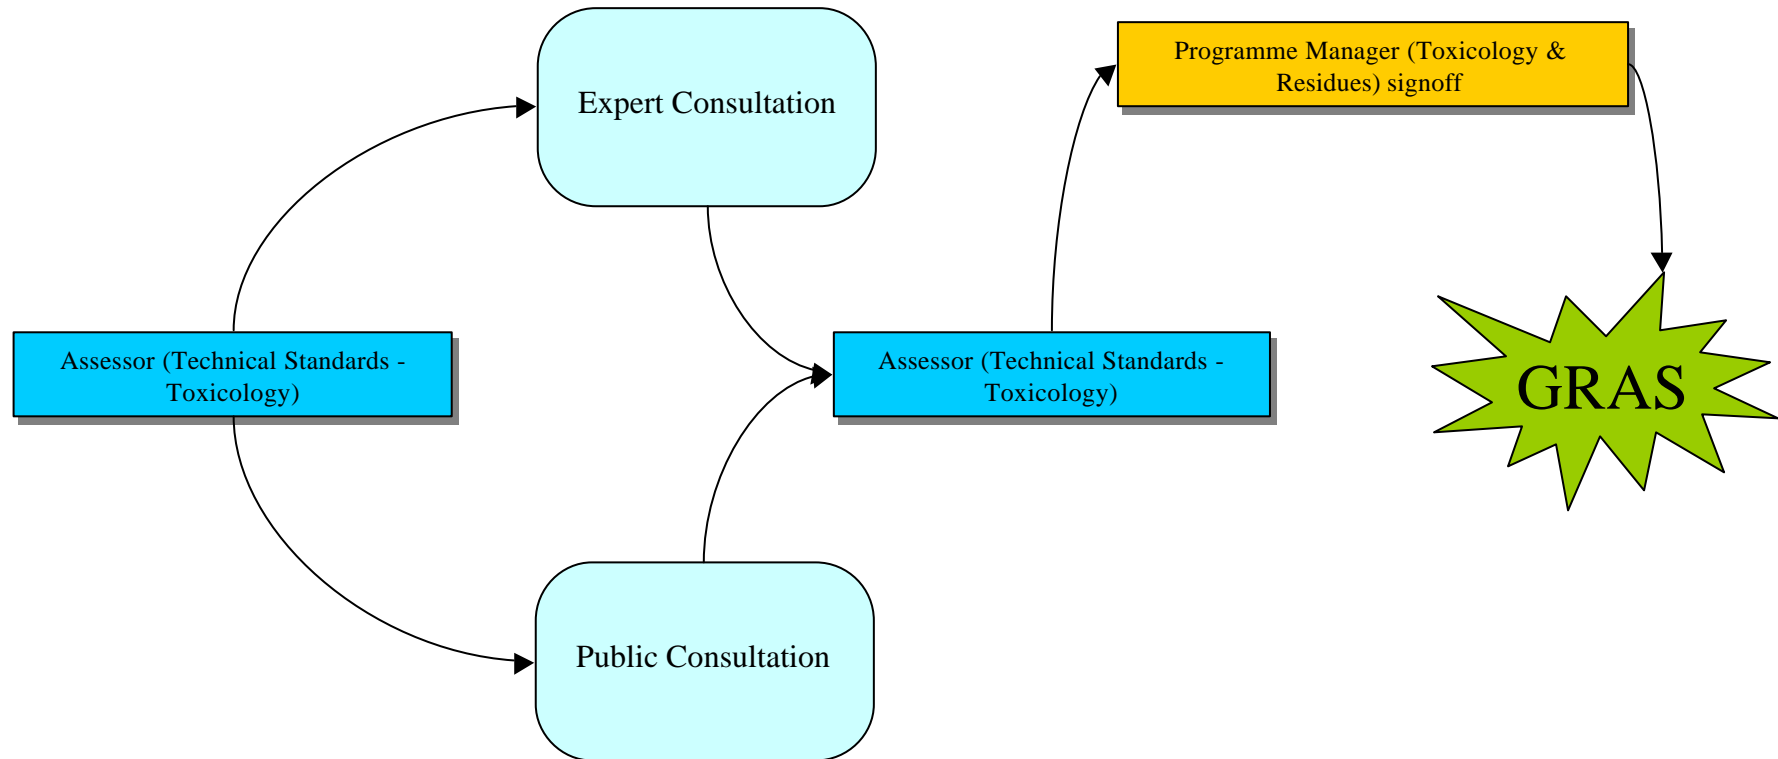 Expert Consultation
Programme Manager (Toxicology &
Residues) signoff
Assessor (Technical Standards -
Toxicology)
Assessor (Technical Standards -
Toxicology)
GRAS
Public Consultation